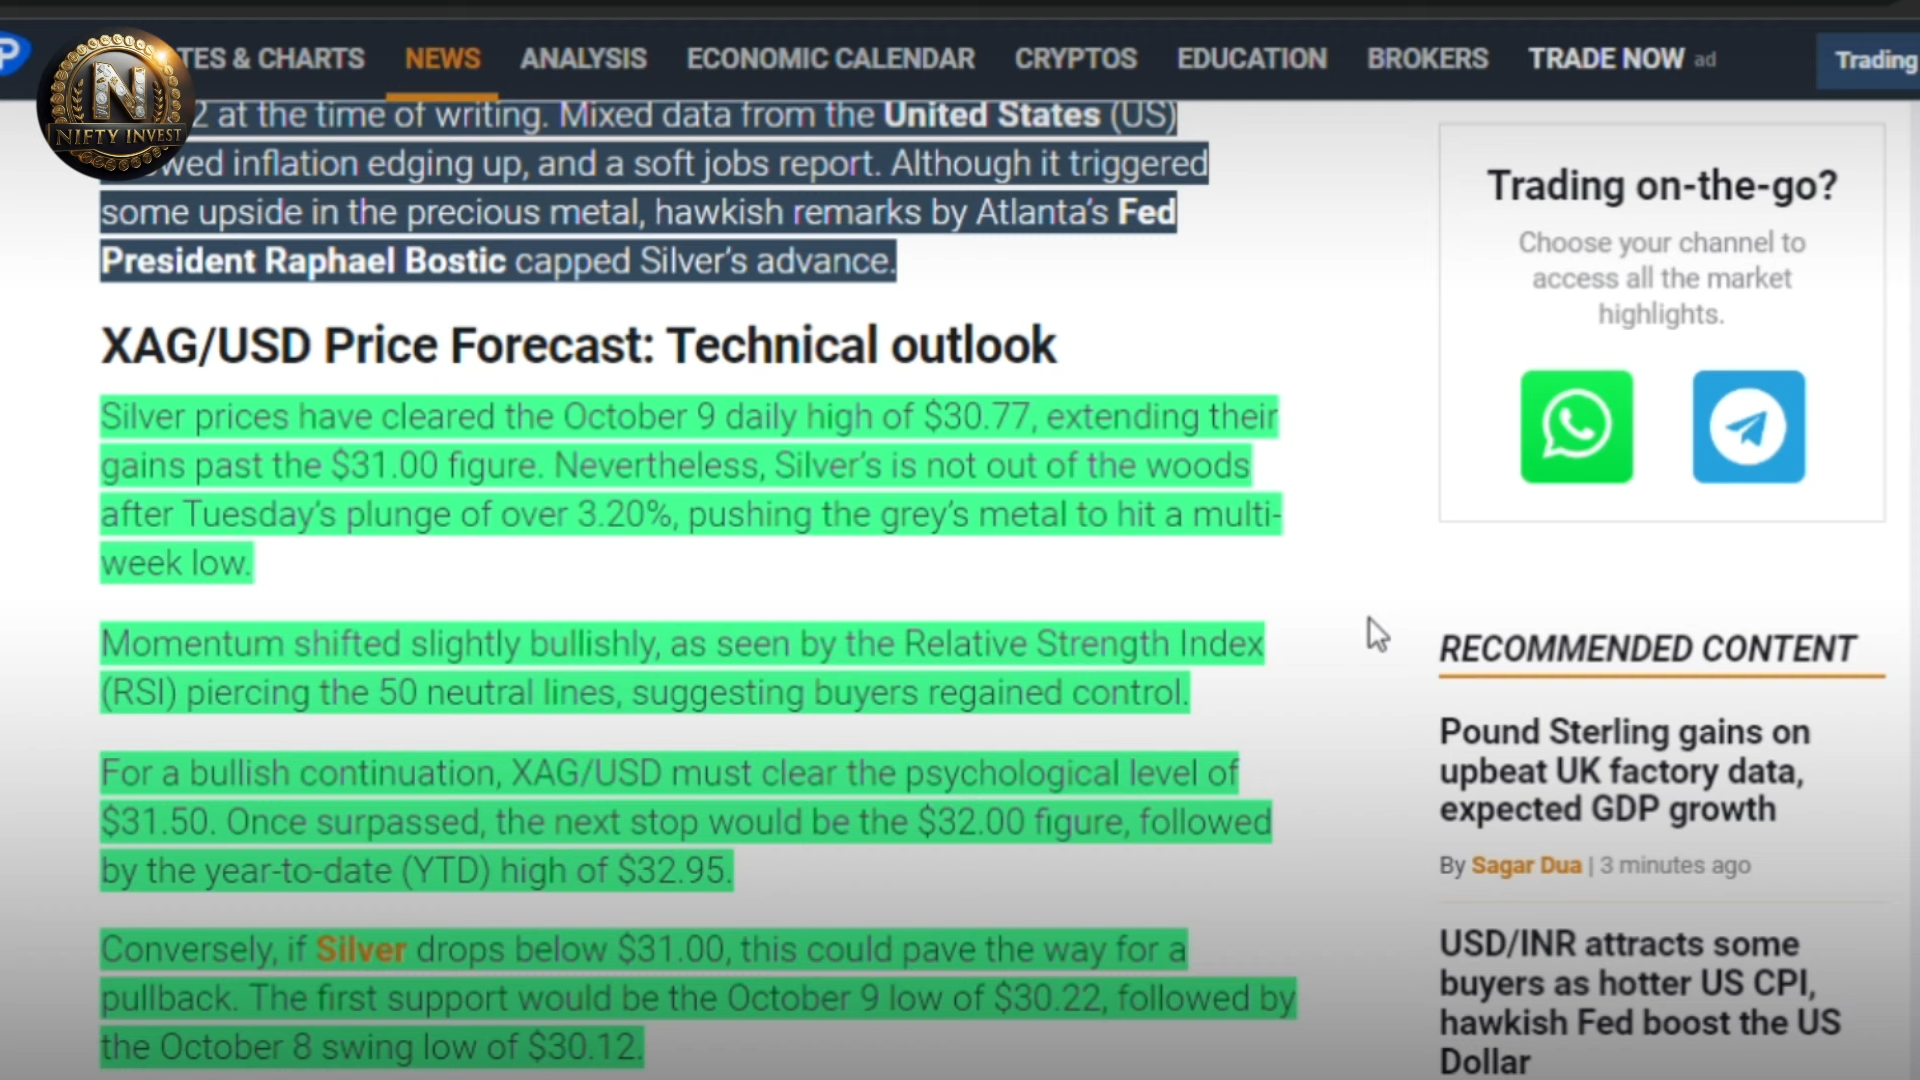 TES & CHARTS
NEWS
ANALYSIS
ECONOMIC CALENDAR
CRYPTOS
EDUCATION
BROKERS
TRADE NOW ad
Trading
N
NIFTY INVEST
2 at the time of writing. Mixed data from the United States (US)
wed inflation edging up, and a soft jobs report. Although it triggered
some upside in the precious metal, hawkish remarks by Atlanta's Fed
President Raphael Bostic capped Silver's advance.
XAG/USD Price Forecast: Technical outlook
Silver prices have cleared the October 9 daily high of $30.77, extending their
gains past the $31.00 figure. Nevertheless, Silver's is not out of the woods
after Tuesday's plunge of over 3.20%, pushing the grey's metal to hit a multi-
week low.
Momentum shifted slightly bullishly, as seen by the Relative Strength Index
(RSI) piercing the 50 neutral lines, suggesting buyers regained control.
For a bullish continuation, XAG/USD must clear the psychological level of
$31.50. Once surpassed, the next stop would be the $32.00 figure, followed
by the year-to-date (YTD) high of $32.95.
Conversely, if Silver drops below $31.00, this could pave the way for a
pullback. The first support would be the October 9 low of $30.22, followed by
the October 8 swing low of $30.12.
Trading on-the-go?
Choose your channel to
access all the market
highlights.
RECOMMENDED CONTENT
Pound Sterling gains on
upbeat UK factory data,
expected GDP growth
By Sagar Dua | 3 minutes ago
USD/INR attracts some
buyers as hotter US CPI,
hawkish Fed boost the US
Dollar